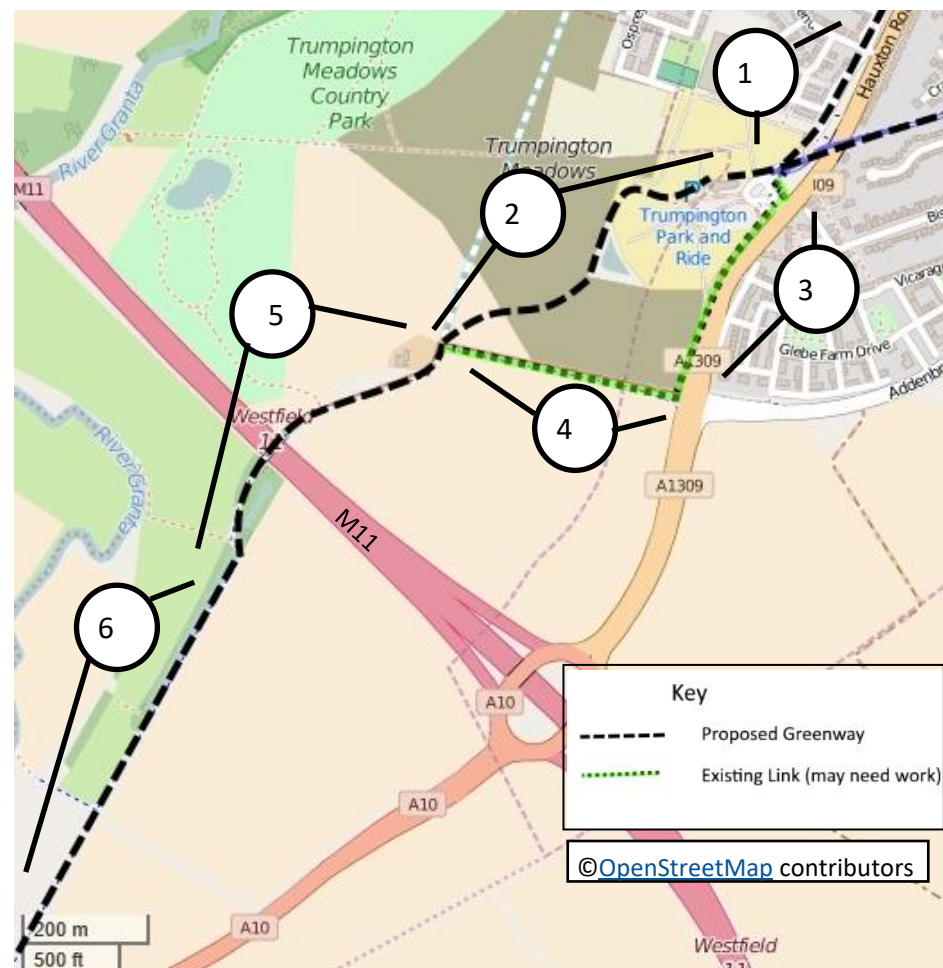 Trumpington
Meadows
Country
Park
River Granta
M11
Hauxton Ro
1
Trumpington
2
I09
Trumpington
Park and
Ride
3
Vicarag
5
Glebe Farm Drive
A1309
Addenbr
4
Westfield
River Granta
A1309
M11
6
Key
A10
Proposed Greenway
Existing Link (may need work)
A10
©OpenStreetMap contributors
A10
200 m
500 ft
Westfield
11